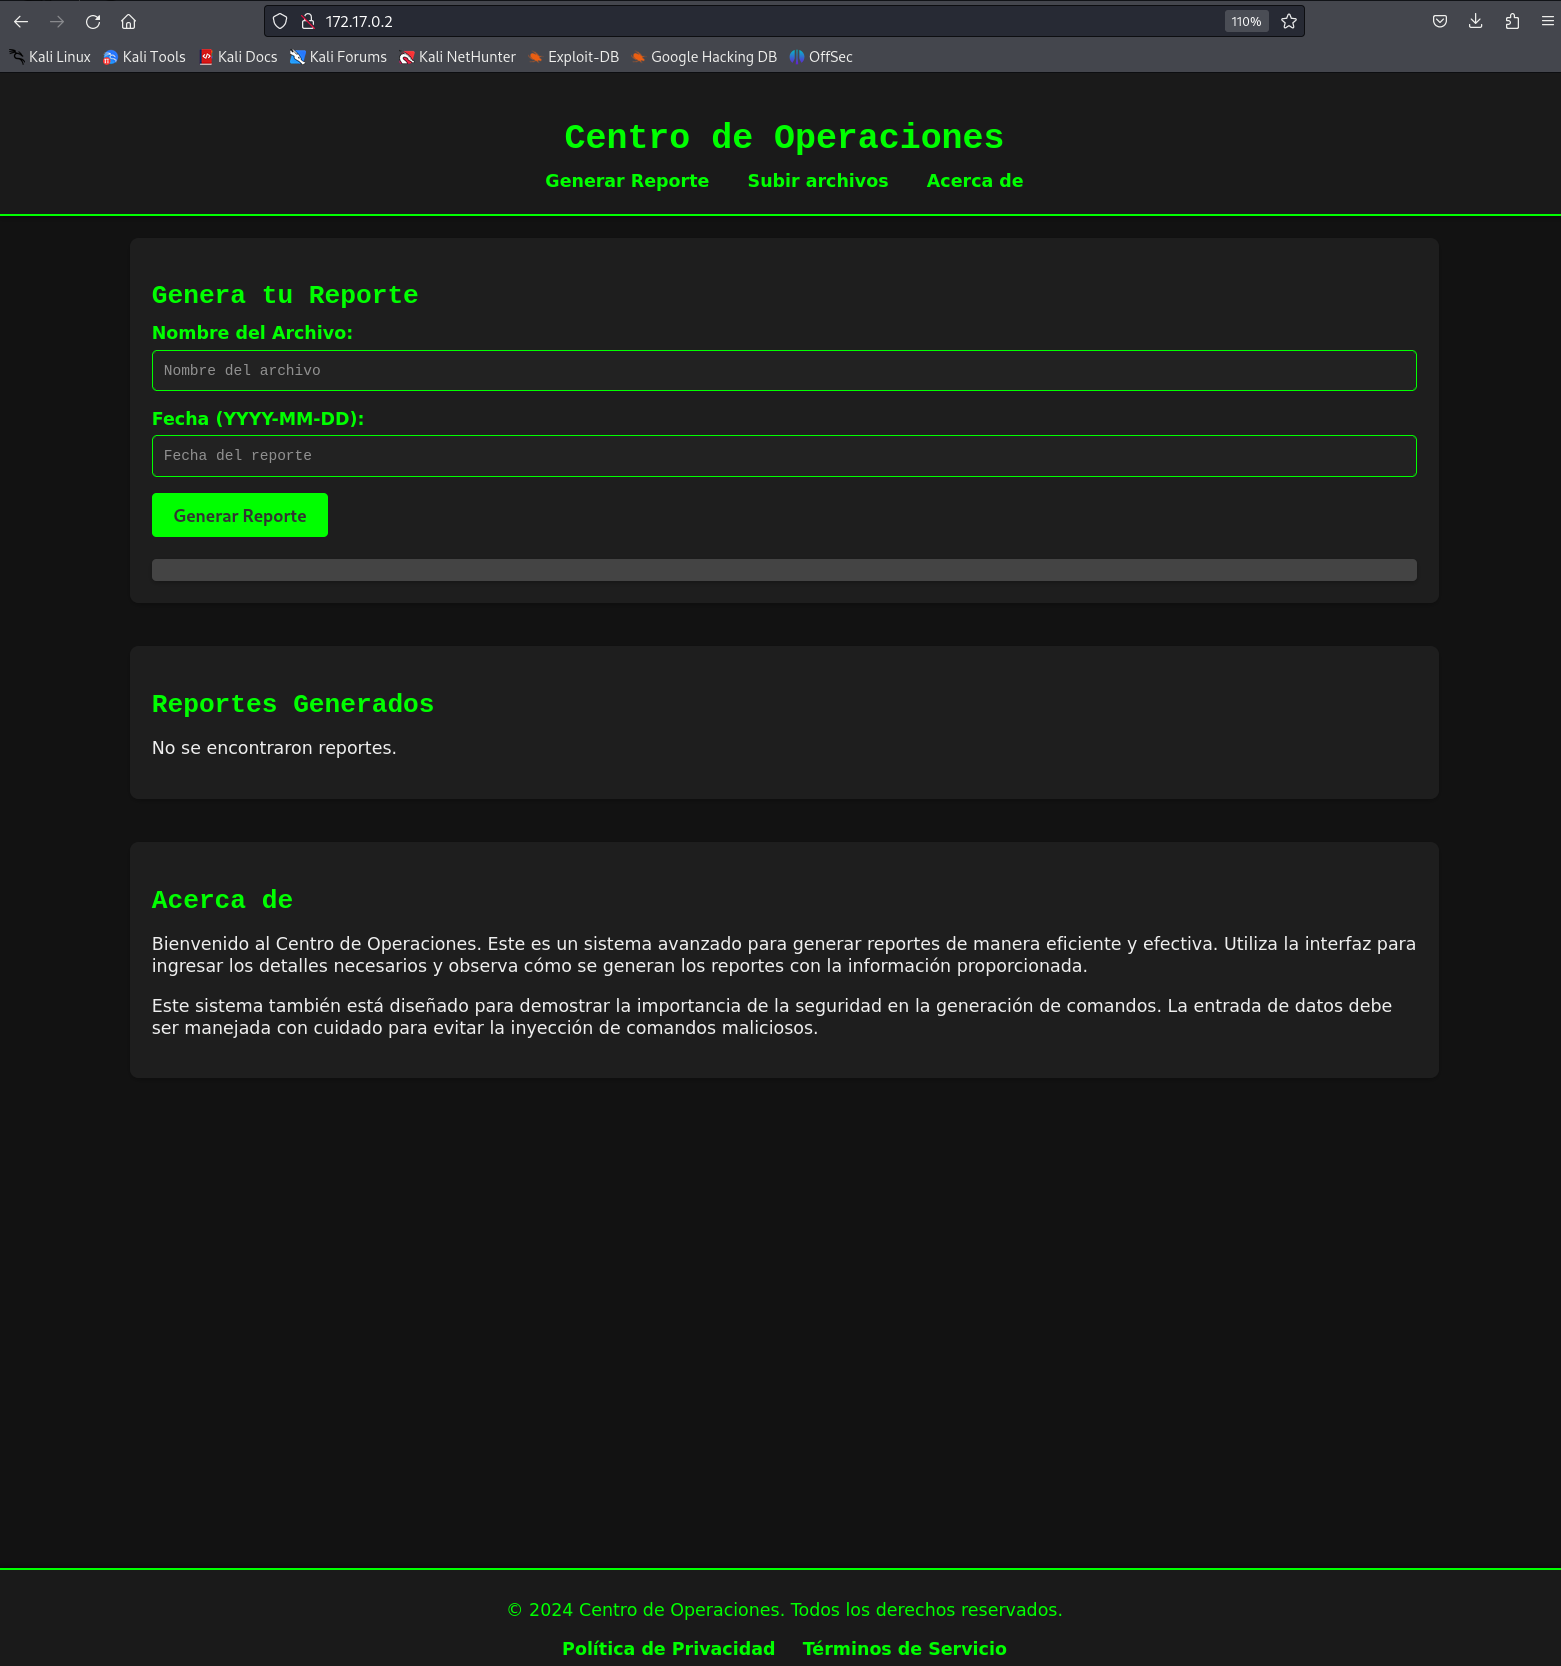 172.17.0.2
110%
Kali Linux Kali Tools Kali Docs Kali Forums Kali NetHunter Exploit-DB Google Hacking DB OffSec
Centro de Operaciones
Generar Reporte Subir archivos Acerca de
Genera tu Reporte
Nombre del Archivo:
Nombre del archivo
Fecha (YYYY-MM-DD):
Fecha del reporte
Generar Reporte
Reportes Generados
No se encontraron reportes.
Acerca de
Bienvenido al Centro de Operaciones. Este es un sistema avanzado para generar reportes de manera eficiente y efectiva. Utiliza la interfaz para
ingresar los detalles necesarios y observa cómo se generan los reportes con la información proporcionada.
Este sistema también está diseñado para demostrar la importancia de la seguridad en la generación de comandos. La entrada de datos debe
ser manejada con cuidado para evitar la inyección de comandos maliciosos.
© 2024 Centro de Operaciones. Todos los derechos reservados.
Política de Privacidad Términos de Servicio